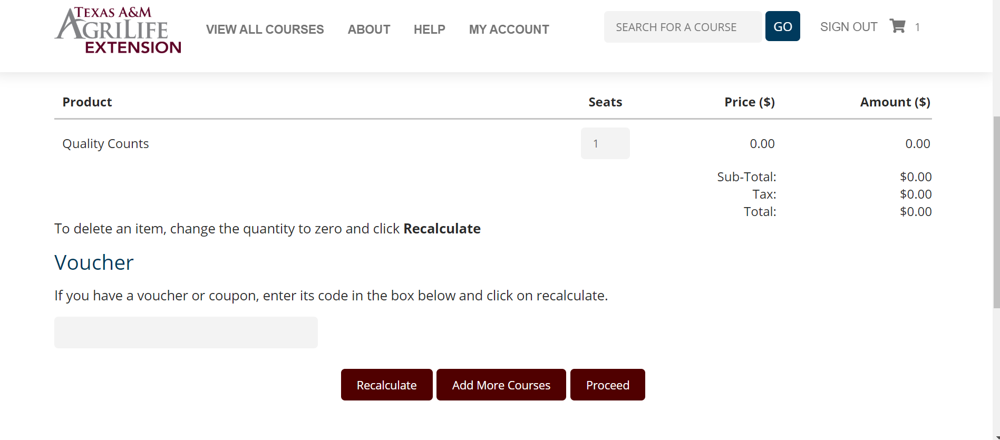 TEXAS A&M
AGRILIFE
EXTENSION
VIEW ALL COURSES ABOUT HELP MY ACCOUNT
SEARCH FOR A COURSE GO SIGN OUT 1
Product Seats Price ($) Amount ($)
Quality Counts 1 0.00 0.00
Sub-Total: $0.00
Tax: $0.00
Total: $0.00
To delete an item, change the quantity to zero and click Recalculate
Voucher
If you have a voucher or coupon, enter its code in the box below and click on recalculate.
Recalculate Add More Courses Proceed